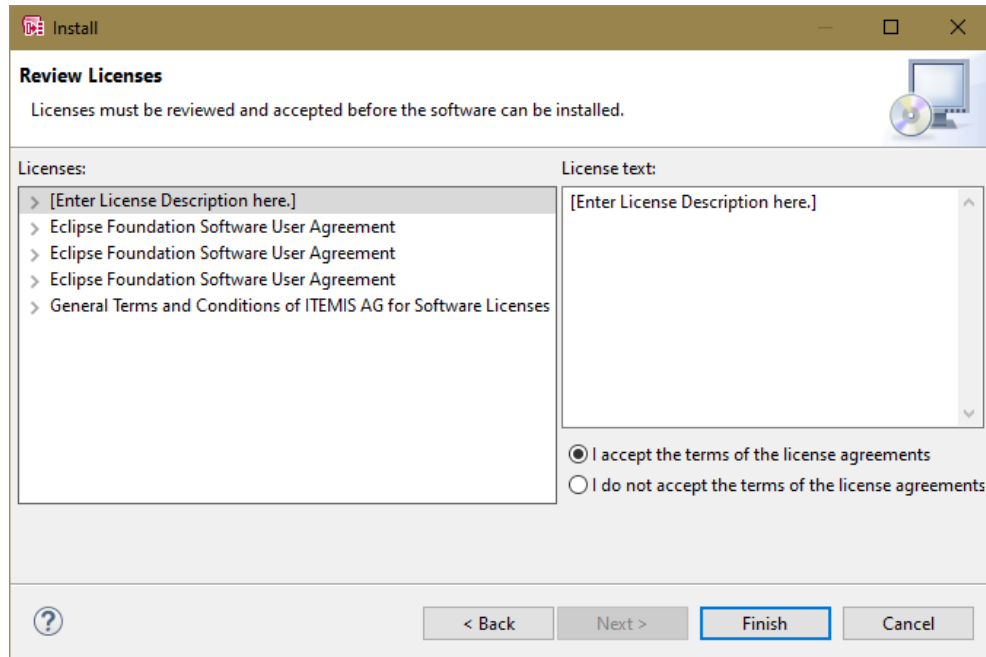 Install
Review Licenses
Licenses must be reviewed and accepted before the software can be installed.
Licenses:
[Enter License Description here.]
Eclipse Foundation Software User Agreement
Eclipse Foundation Software User Agreement
Eclipse Foundation Software User Agreement
General Terms and Conditions of ITEMIS AG for Software Licenses
License text:
[Enter License Description here.]
I accept the terms of the license agreements
I do not accept the terms of the license agreements
?
< Back
Next >
Finish
Cancel